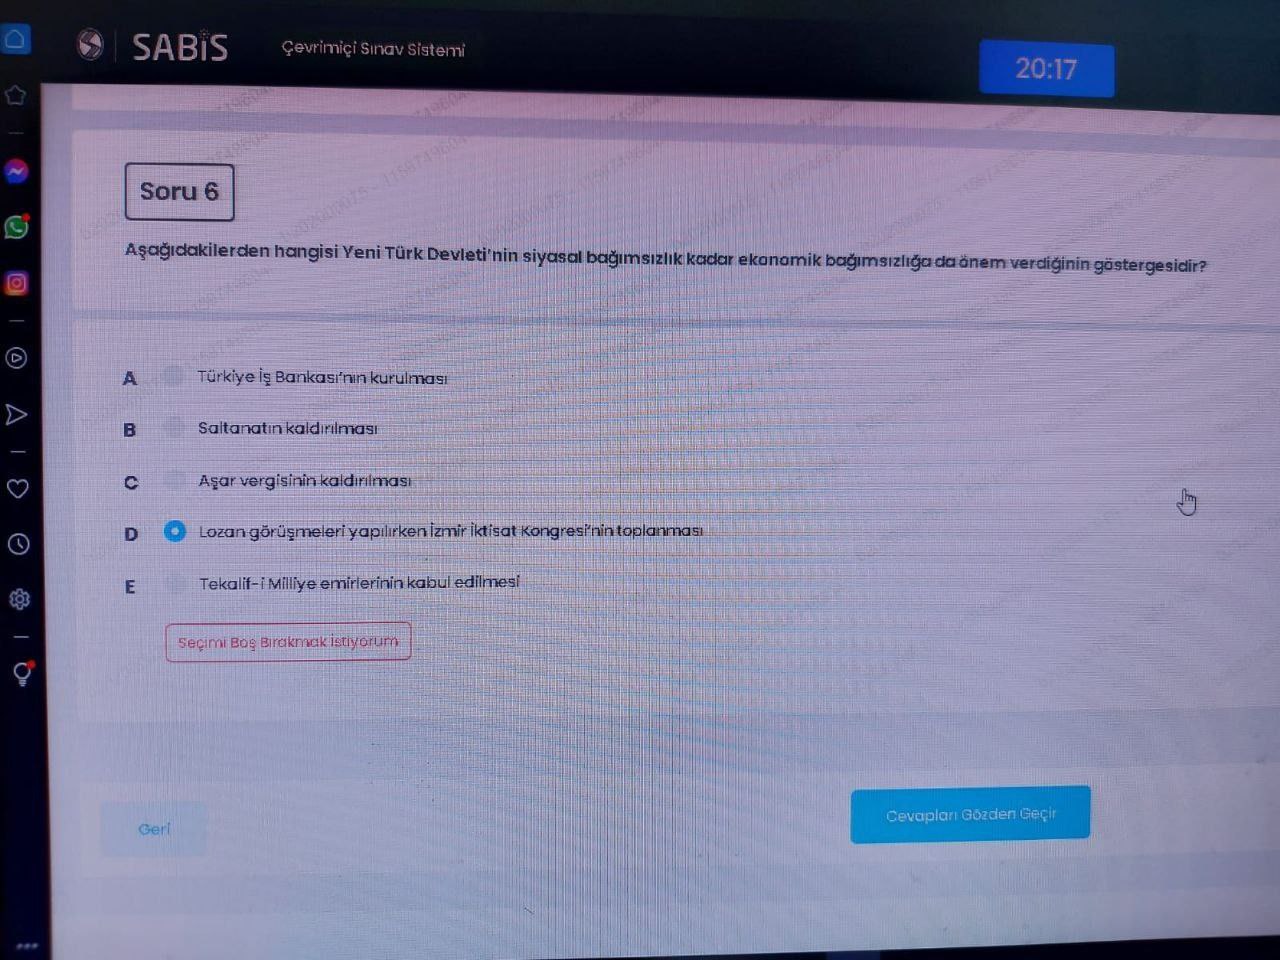 SABİS
Çevrimiçi Sınav Sistemi
20:17
Soru 6
Aşağıdakilerden hangisi Yeni Türk Devleti'nin siyasal bağımsızlık kadar ekonomik bağımsızlığa da önem verdiğinin göstergesidir?
A Türkiye İş Bankası'nın kurulması
B Saltanatın kaldırılması
C Aşar vergisinin kaldırılması
D Lozan görüşmeleri yapılırken İzmir İktisat Kongresi'nin toplanması
E Tekalif-i Milliye emirlerinin kabul edilmesi
Seçimi Boş Bırakmak İstiyorum
Geri
Cevapları Gözden Geçir